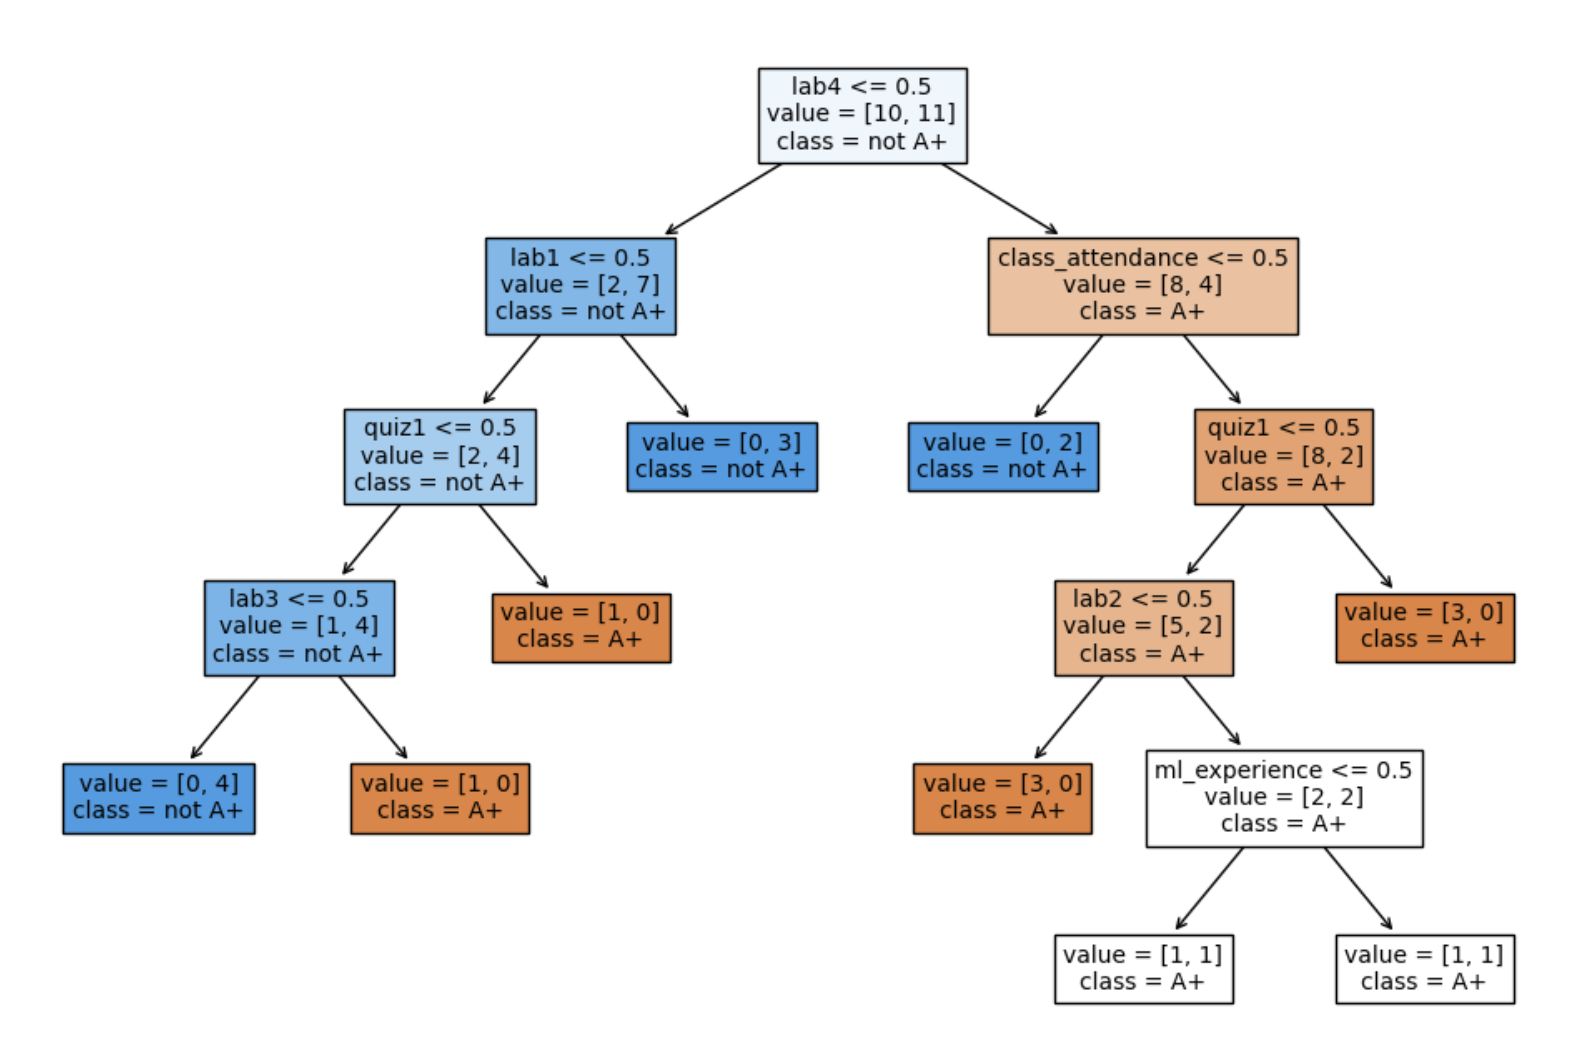 lab4 <= 0.5
value = [10, 11]
class = not A+
lab1 <= 0.5
value = [2, 7]
class = not A+
class_attendance <= 0.5
value = [8, 4]
class = A+
quiz1 <= 0.5
value = [2, 4]
class = not A+
value = [0, 3]
class = not A+
value = [0, 2]
class = not A+
quiz1 <= 0.5
value = [8, 2]
class = A+
lab3 <= 0.5
value = [1, 4]
class = not A+
value = [1, 0]
class = A+
lab2 <= 0.5
value = [5, 2]
class = A+
value = [3, 0]
class = A+
value = [0, 4]
class = not A+
value = [1, 0]
class = A+
value = [3, 0]
class = A+
ml_experience <= 0.5
value = [2, 2]
class = A+
value = [1, 1]
class = A+
value = [1, 1]
class = A+